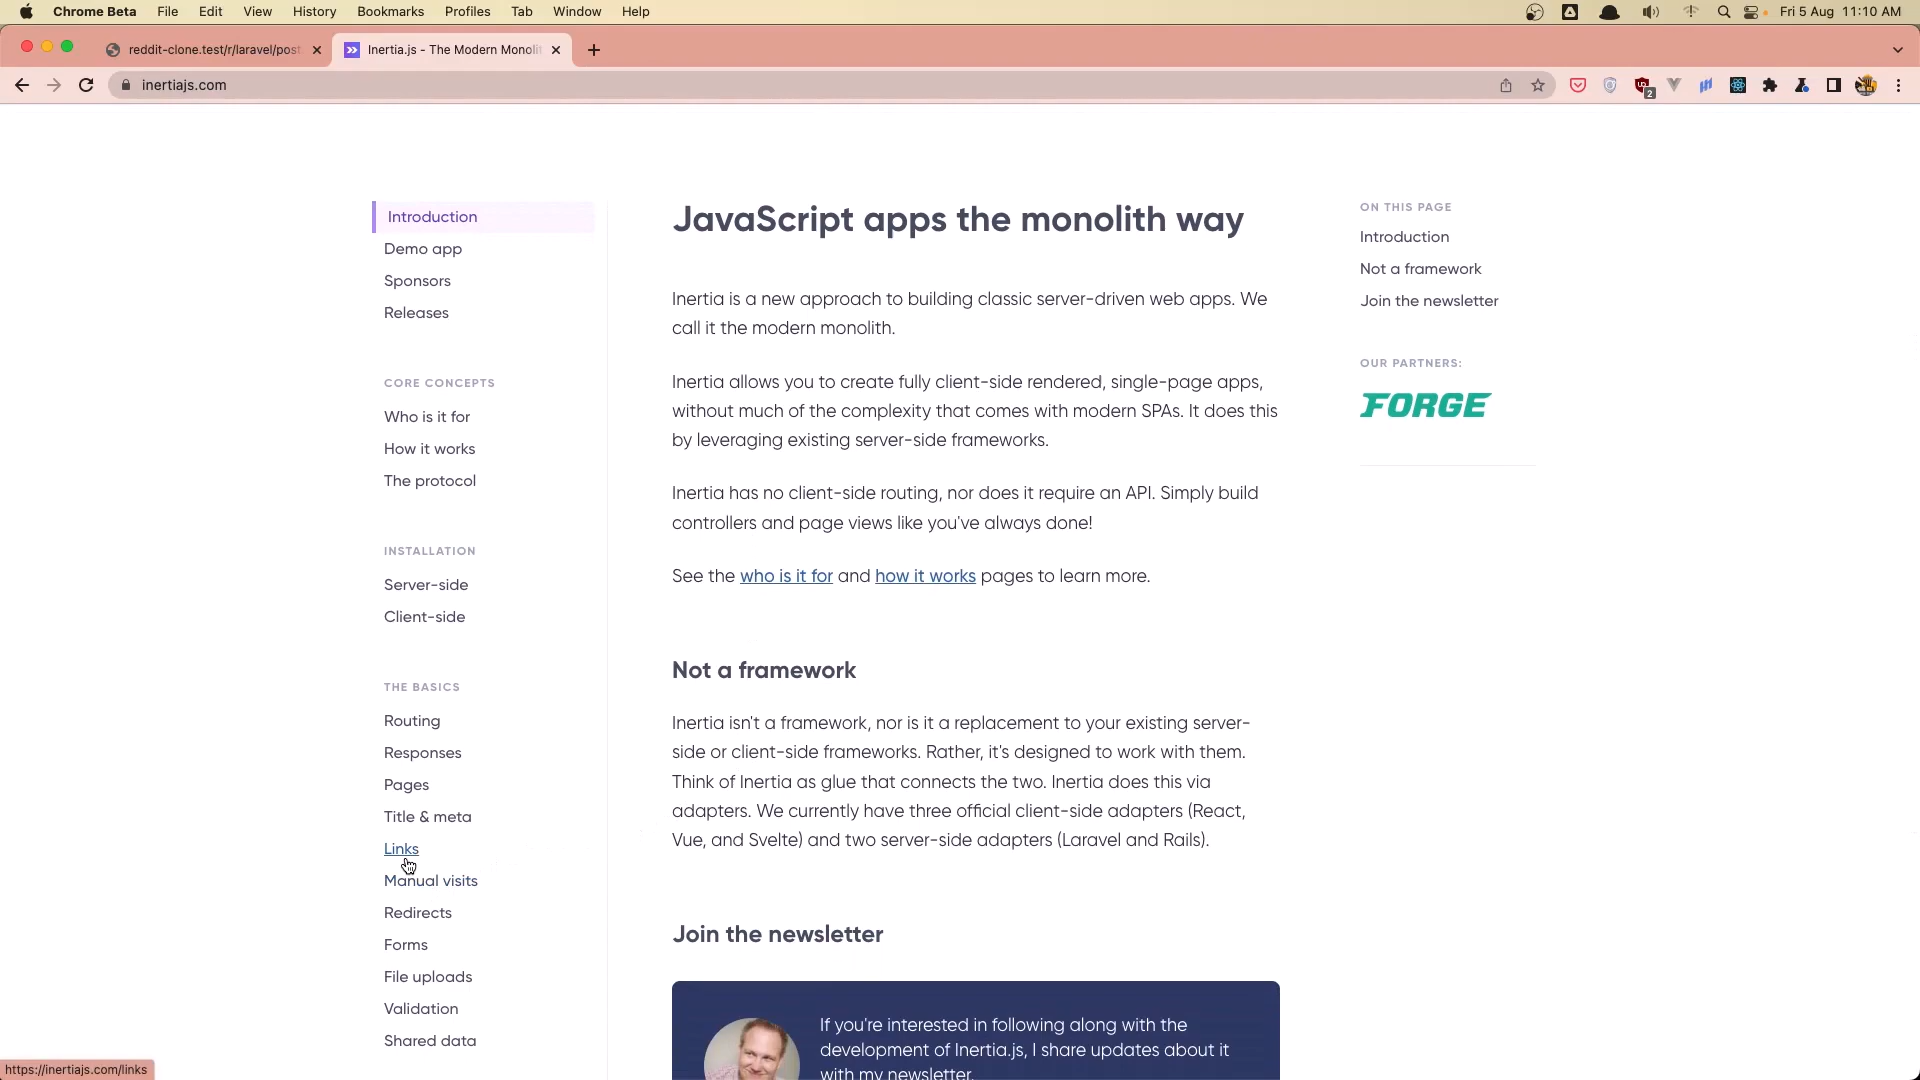 Chrome Beta File Edit View History Bookmarks Profiles Tab Window Help Fri 5 Aug 11:10 AM
reddit-clone.test/r/laravel/post Inertia.js - The Modern Monolit
inertiajs.com 2
Introduction
Demo app
Sponsors
Releases
CORE CONCEPTS
Who is it for
How it works
The protocol
INSTALLATION
Server-side
Client-side
THE BASICS
Routing
Responses
Pages
Title & meta
Links
Manual visits
Redirects
Forms
File uploads
Validation
Shared data
JavaScript apps the monolith way
Inertia is a new approach to building classic server-driven web apps. We
call it the modern monolith.
Inertia allows you to create fully client-side rendered, single-page apps,
without much of the complexity that comes with modern SPAs. It does this
by leveraging existing server-side frameworks.
Inertia has no client-side routing, nor does it require an API. Simply build
controllers and page views like you've always done!
See the who is it for and how it works pages to learn more.
Not a framework
Inertia isn't a framework, nor is it a replacement to your existing server-
side or client-side frameworks. Rather, it's designed to work with them.
Think of Inertia as glue that connects the two. Inertia does this via
adapters. We currently have three official client-side adapters (React,
Vue, and Svelte) and two server-side adapters (Laravel and Rails).
Join the newsletter
If you're interested in following along with the
development of Inertia.js, I share updates about it
with my newsletter.
ON THIS PAGE
Introduction
Not a framework
Join the newsletter
OUR PARTNERS:
FORGE
https://inertiajs.com/links